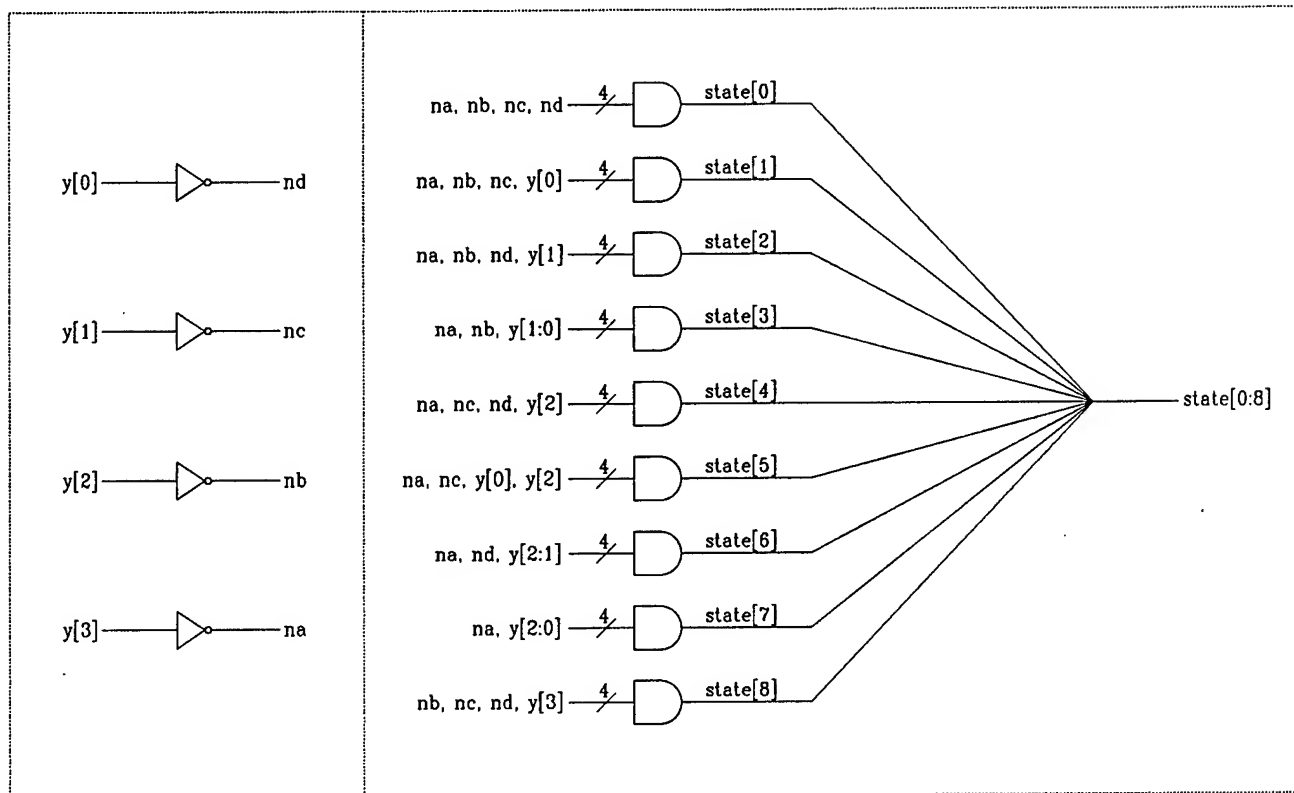 y[0] nd
y[1] nc
y[2] nb
y[3] na
na, nb, nc, nd 4 state[0]
na, nb, nc, y[0] 4 state[1]
na, nb, nd, y[1] 4 state[2]
na, nb, y[1:0] 4 state[3]
na, nc, nd, y[2] 4 state[4]
na, nc, y[0], y[2] 4 state[5]
na, nd, y[2:1] 4 state[6]
na, y[2:0] 4 state[7]
nb, nc, nd, y[3] 4 state[8]
state[0:8]